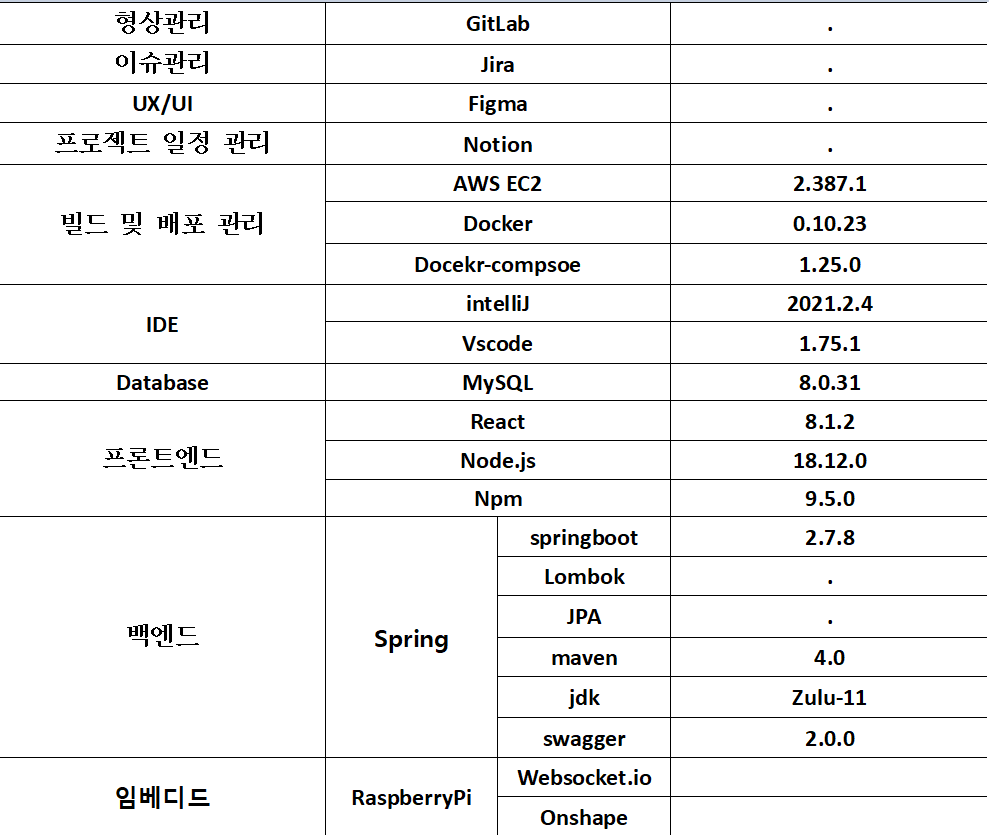 형상관리 GitLab .
이슈관리 Jira .
UX/UI Figma .
프로젝트 일정 관리 Notion .
빌드 및 배포 관리 AWS EC2 2.387.1
Docker 0.10.23
Docekr-compsoe 1.25.0
IDE intelliJ 2021.2.4
Vscode 1.75.1
Database MySQL 8.0.31
프론트엔드 React 8.1.2
Node.js 18.12.0
Npm 9.5.0
백엔드 Spring springboot 2.7.8
Lombok .
JPA .
maven 4.0
jdk Zulu-11
swagger 2.0.0
임베디드 RaspberryPi Websocket.io
Onshape